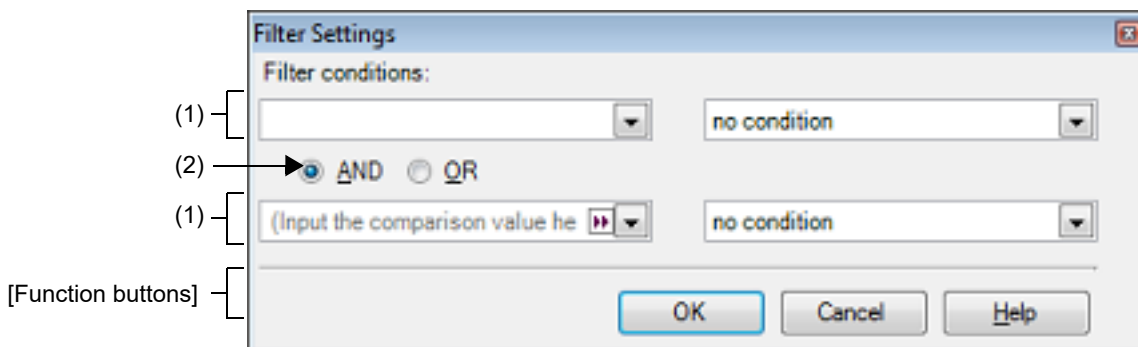 Filter Settings
Filter conditions:
(1)
no condition
(2)
AND OR
(1)
(Input the comparison value he
no condition
[Function buttons]
OK Cancel Help